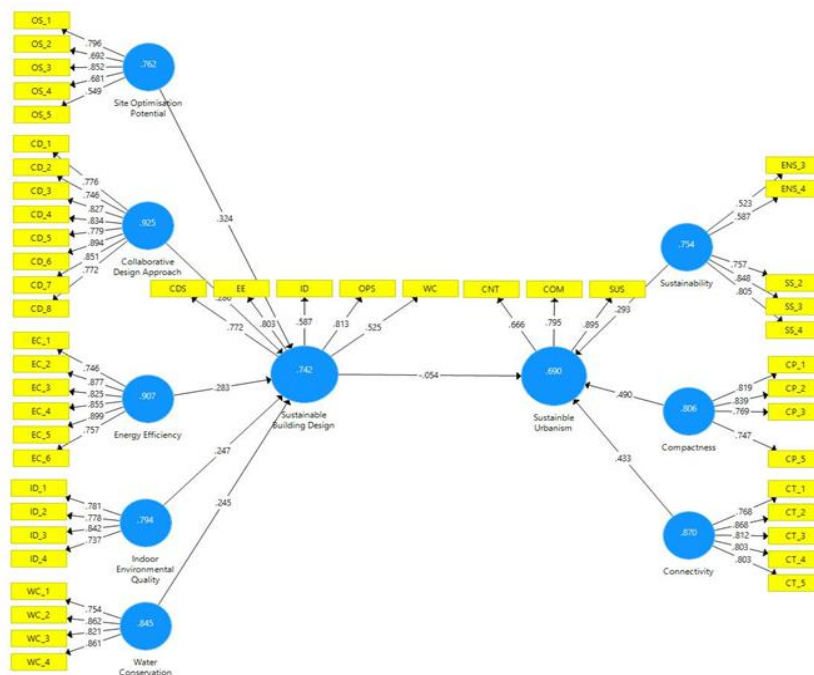 OS_1
OS_2
OS_3
OS_4
OS_5
.796
.692
.852
.681
.549
.762
Site Optimisation
Potential
CD_1
CD_2
CD_3
CD_4
CD_5
CD_6
CD_7
CD_8
.776
.746
.827
.834
.779
.894
.851
.772
.925
Collaborative
Design Approach
EC_1
EC_2
EC_3
EC_4
EC_5
EC_6
.746
.877
.825
.855
.899
.757
.907
Energy Efficiency
ID_1
ID_2
ID_3
ID_4
.781
.778
.842
.737
.794
Indoor
Environmental
Quality
WC_1
WC_2
WC_3
WC_4
.754
.862
.821
.861
.845
Water
Conservation
.324
.283
.247
.245
CDS
EE
ID
OPS
WC
.772
.803
.587
.813
.525
.742
Sustainable
Building Design
-.054
CNT
COM
SUS
.666
.795
.895
.690
Sustainble
Urbanism
.293
.490
.433
ENS_3
ENS_4
SS_2
SS_3
SS_4
.523
.587
.757
.848
.805
.754
Sustainability
CP_1
CP_2
CP_3
CP_5
.819
.839
.769
.747
.806
Compactness
CT_1
CT_2
CT_3
CT_4
CT_5
.768
.868
.812
.803
.803
.870
Connectivity